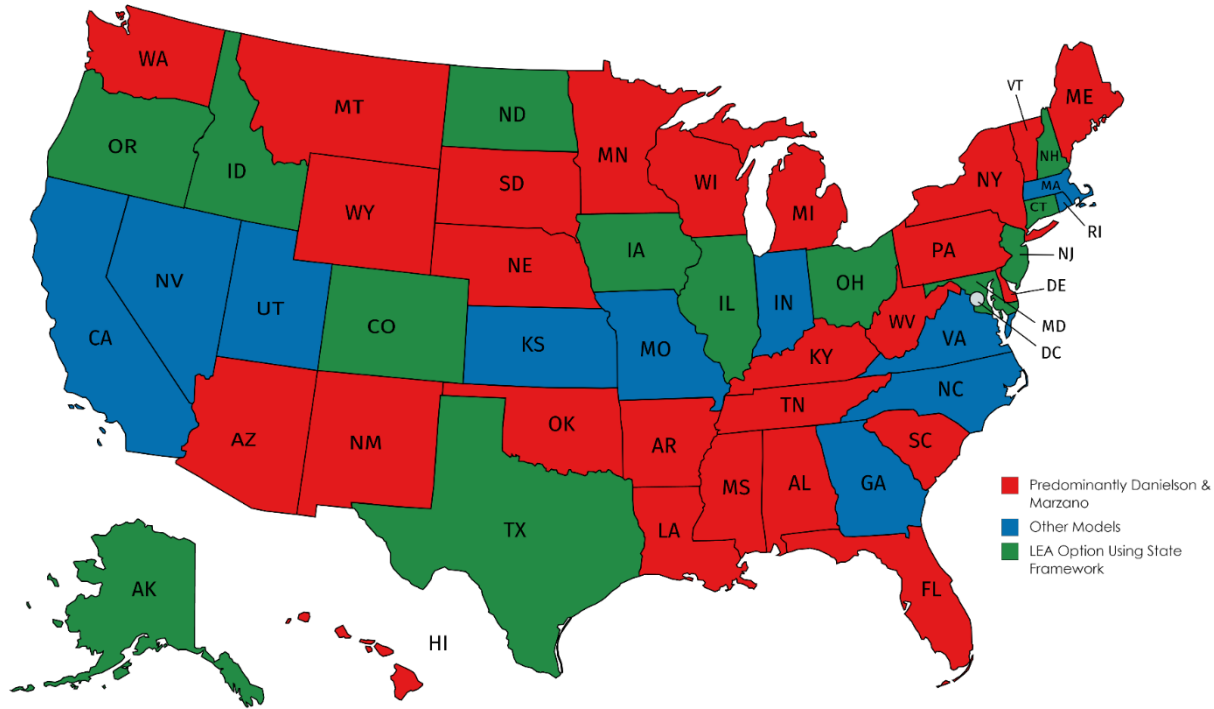 WA
MT
ND
MN
OR
ID
SD
WI
WY
MI
NE
IA
VT
ME
NH
NY
MA
CT
RI
PA
NJ
DE
MD
DC
NV
UT
CO
CA
KS
MO
IL
IN
OH
WV
VA
KY
NC
TN
AZ
NM
OK
AR
SC
MS
AL
GA
TX
LA
FL
AK
HI
Predominantly Danielson &
Marzano
Other Models
LEA Option Using State
Framework